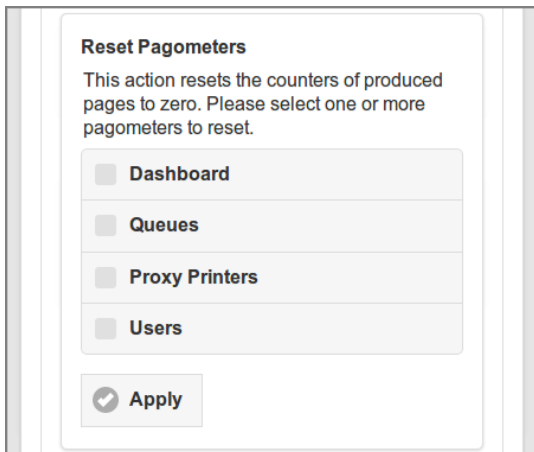 Reset Pagometers
This action resets the counters of produced
pages to zero. Please select one or more
pagometers to reset.
Dashboard
Queues
Proxy Printers
Users
Apply